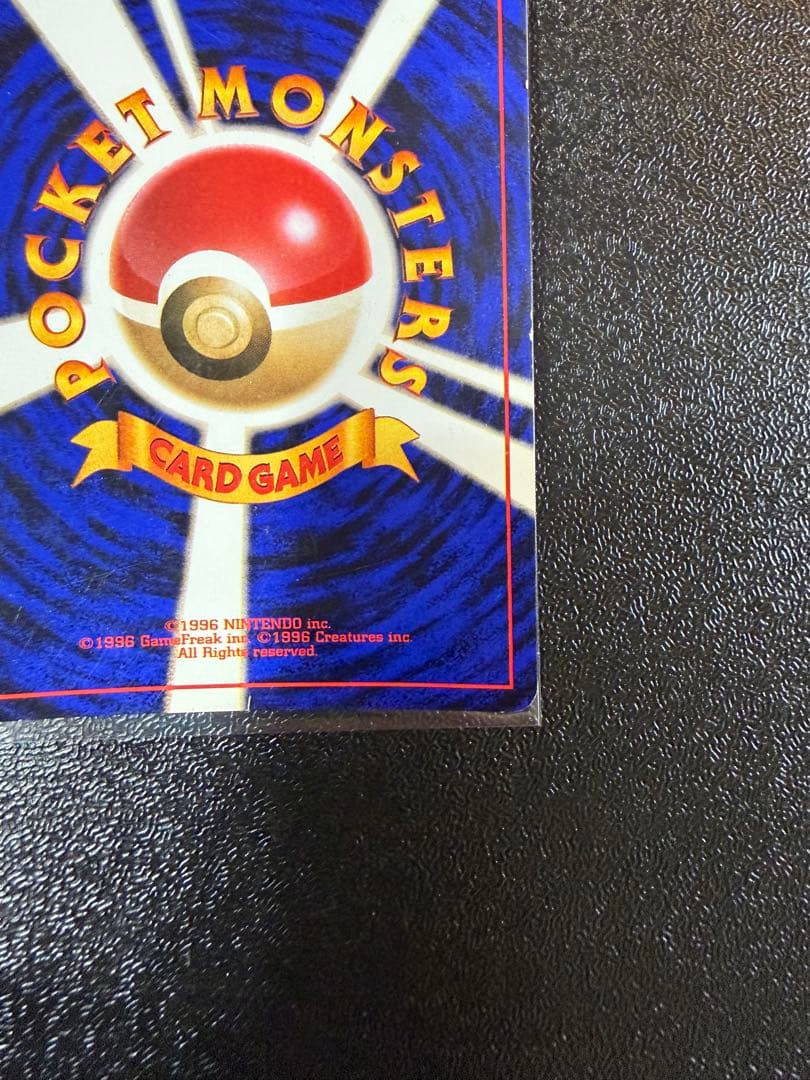 POCKET MONSTERS
CARD GAME
©1996 NINTENDO inc.
©1996 GameFreak inc. ©1996 Creatures inc.
All Rights reserved.